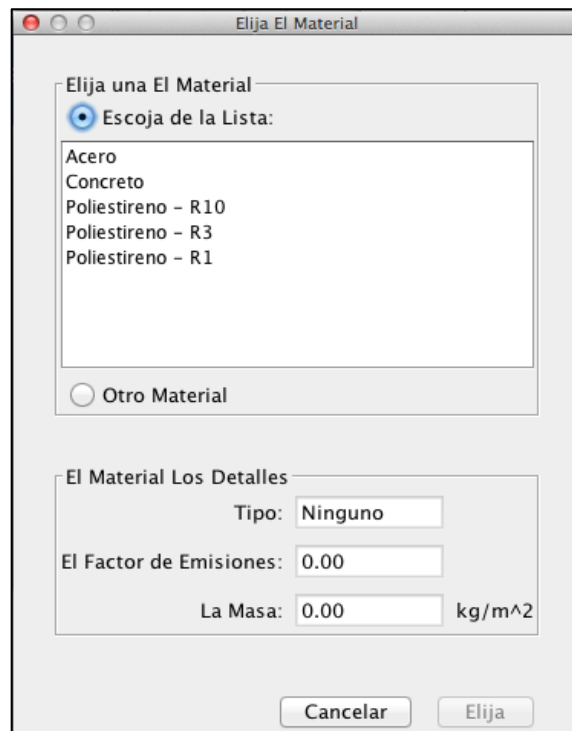 Elija El Material
Elija una El Material
Escoja de la Lista:
Acero
Concreto
Poliestireno - R10
Poliestireno - R3
Poliestireno - R1
Otro Material
El Material Los Detalles
Tipo: Ninguno
El Factor de Emisiones: 0.00
La Masa: 0.00 kg/m^2
Cancelar Elija